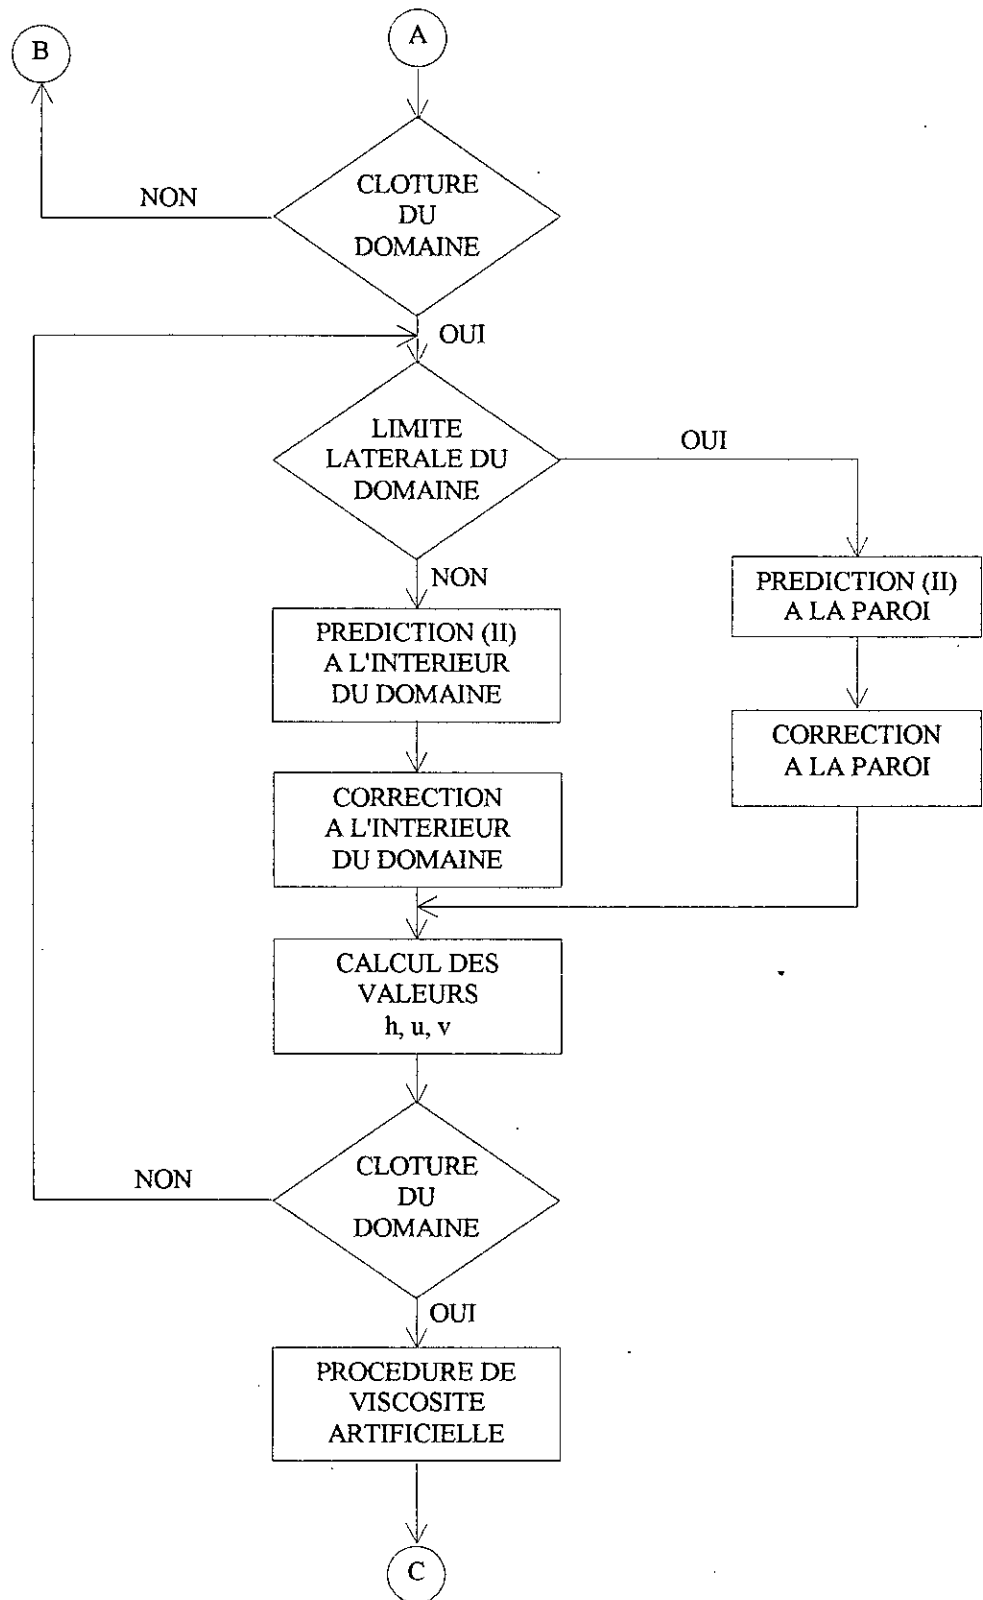 B
A
NON
CLOTURE
DU
DOMAINE
OUI
LIMITE
LATERALE DU
DOMAINE
OUI
NON
PREDICTION (II)
A L'INTERIEUR
DU DOMAINE
PREDICTION (II)
A LA PAROI
CORRECTION
A L'INTERIEUR
DU DOMAINE
CORRECTION
A LA PAROI
CALCUL DES
VALEURS
h, u, v
NON
CLOTURE
DU
DOMAINE
OUI
PROCEDURE DE
VISCOSITE
ARTIFICIELLE
C